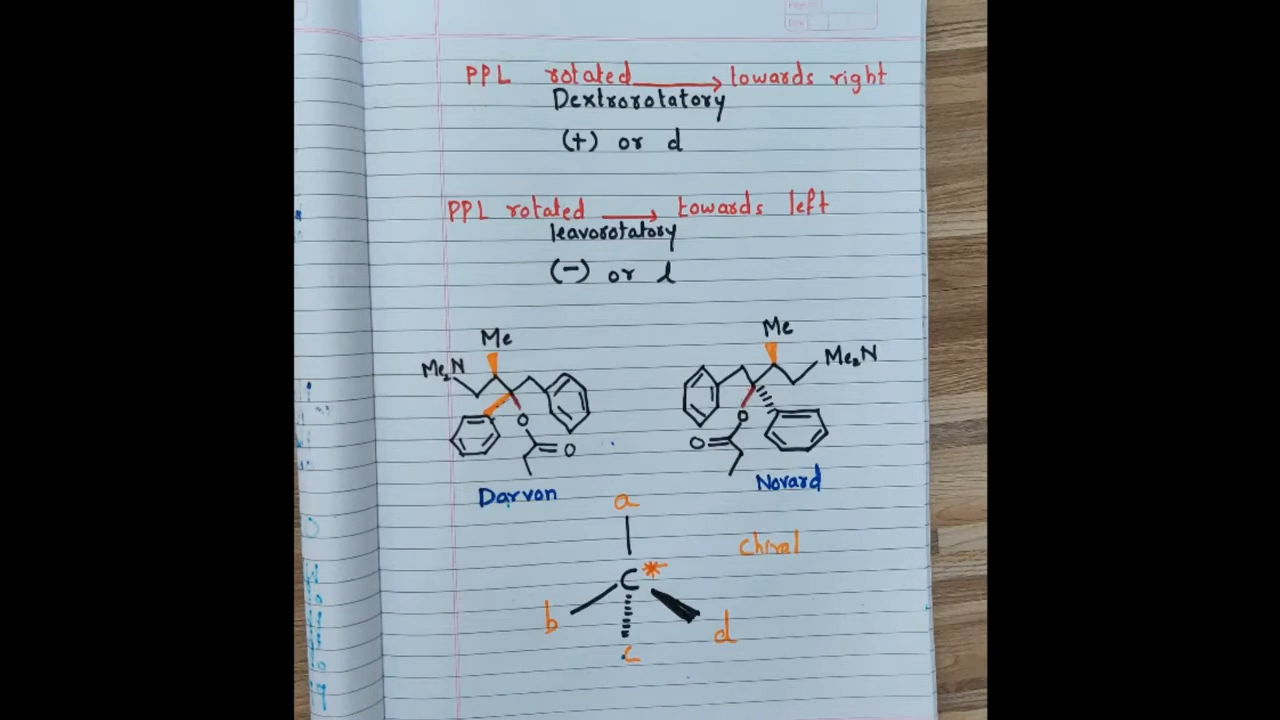 PPL rotated → towards right
Dextrorotatory
(+) or d
PPL rotated → towards left
leavorotatory
(-) or l
Me Me
Me₂N Me₂N
O O
O O
Darvon Novard
a
Chiral
C*
b d
c